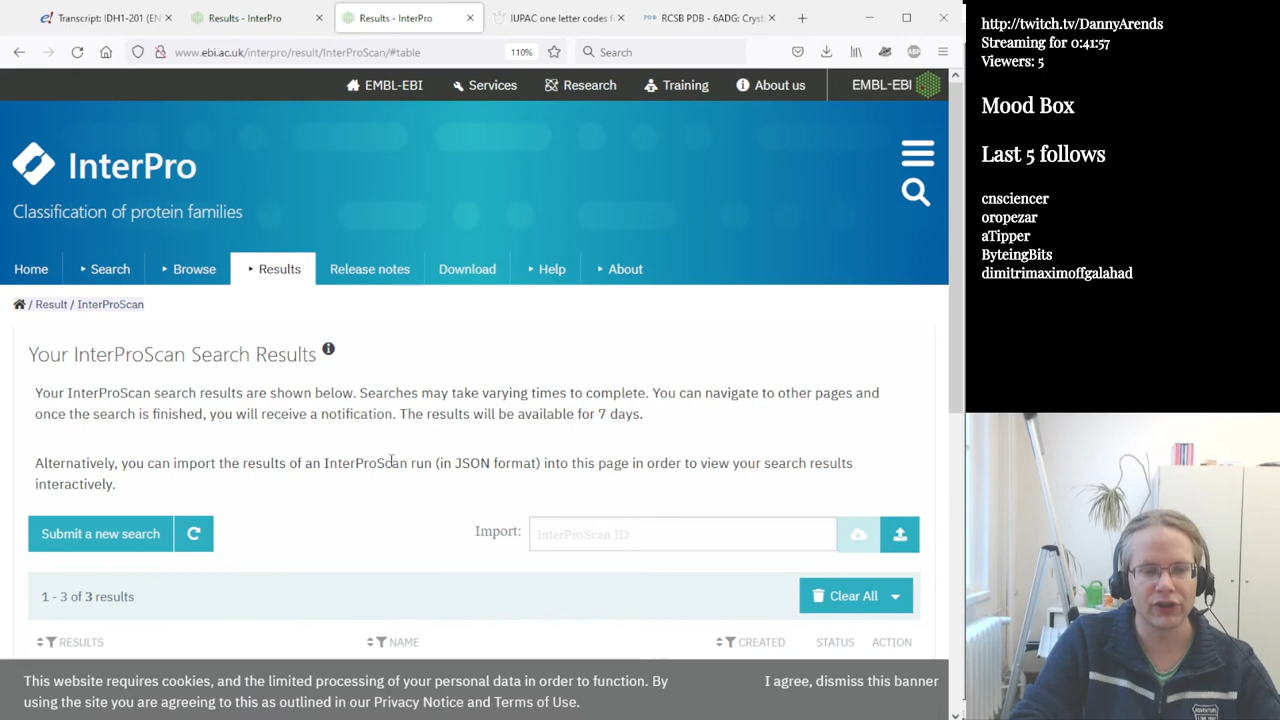 Transcript: IDH1-201 (EN
Results - InterPro
Results - InterPro
IUPAC one letter codes f
RCSB PDB - 6ADG: Cryst
www.ebi.ac.uk/interpro/result/InterProScan/#table
110%
Search
EMBL-EBI
Services
Research
Training
About us
EMBL-EBI
InterPro
Classification of protein families
Home
Search
Browse
Results
Release notes
Download
Help
About
/ Result / InterProScan
Your InterProScan Search Results
Your InterProScan search results are shown below. Searches may take varying times to complete. You can navigate to other pages and
once the search is finished, you will receive a notification. The results will be available for 7 days.
Alternatively, you can import the results of an InterProScan run (in JSON format) into this page in order to view your search results
interactively.
Submit a new search
Import:
InterProScan ID
1 - 3 of 3 results
Clear All
RESULTS
NAME
CREATED
STATUS
ACTION
This website requires cookies, and the limited processing of your personal data in order to function. By
using the site you are agreeing to this as outlined in our Privacy Notice and Terms of Use.
I agree, dismiss this banner
http://twitch.tv/DannyArends
Streaming for 0:41:57
Viewers: 5
Mood Box
Last 5 follows
cnsciencer
oropezar
aTipper
ByteingBits
dimitrimaximoffgalahad